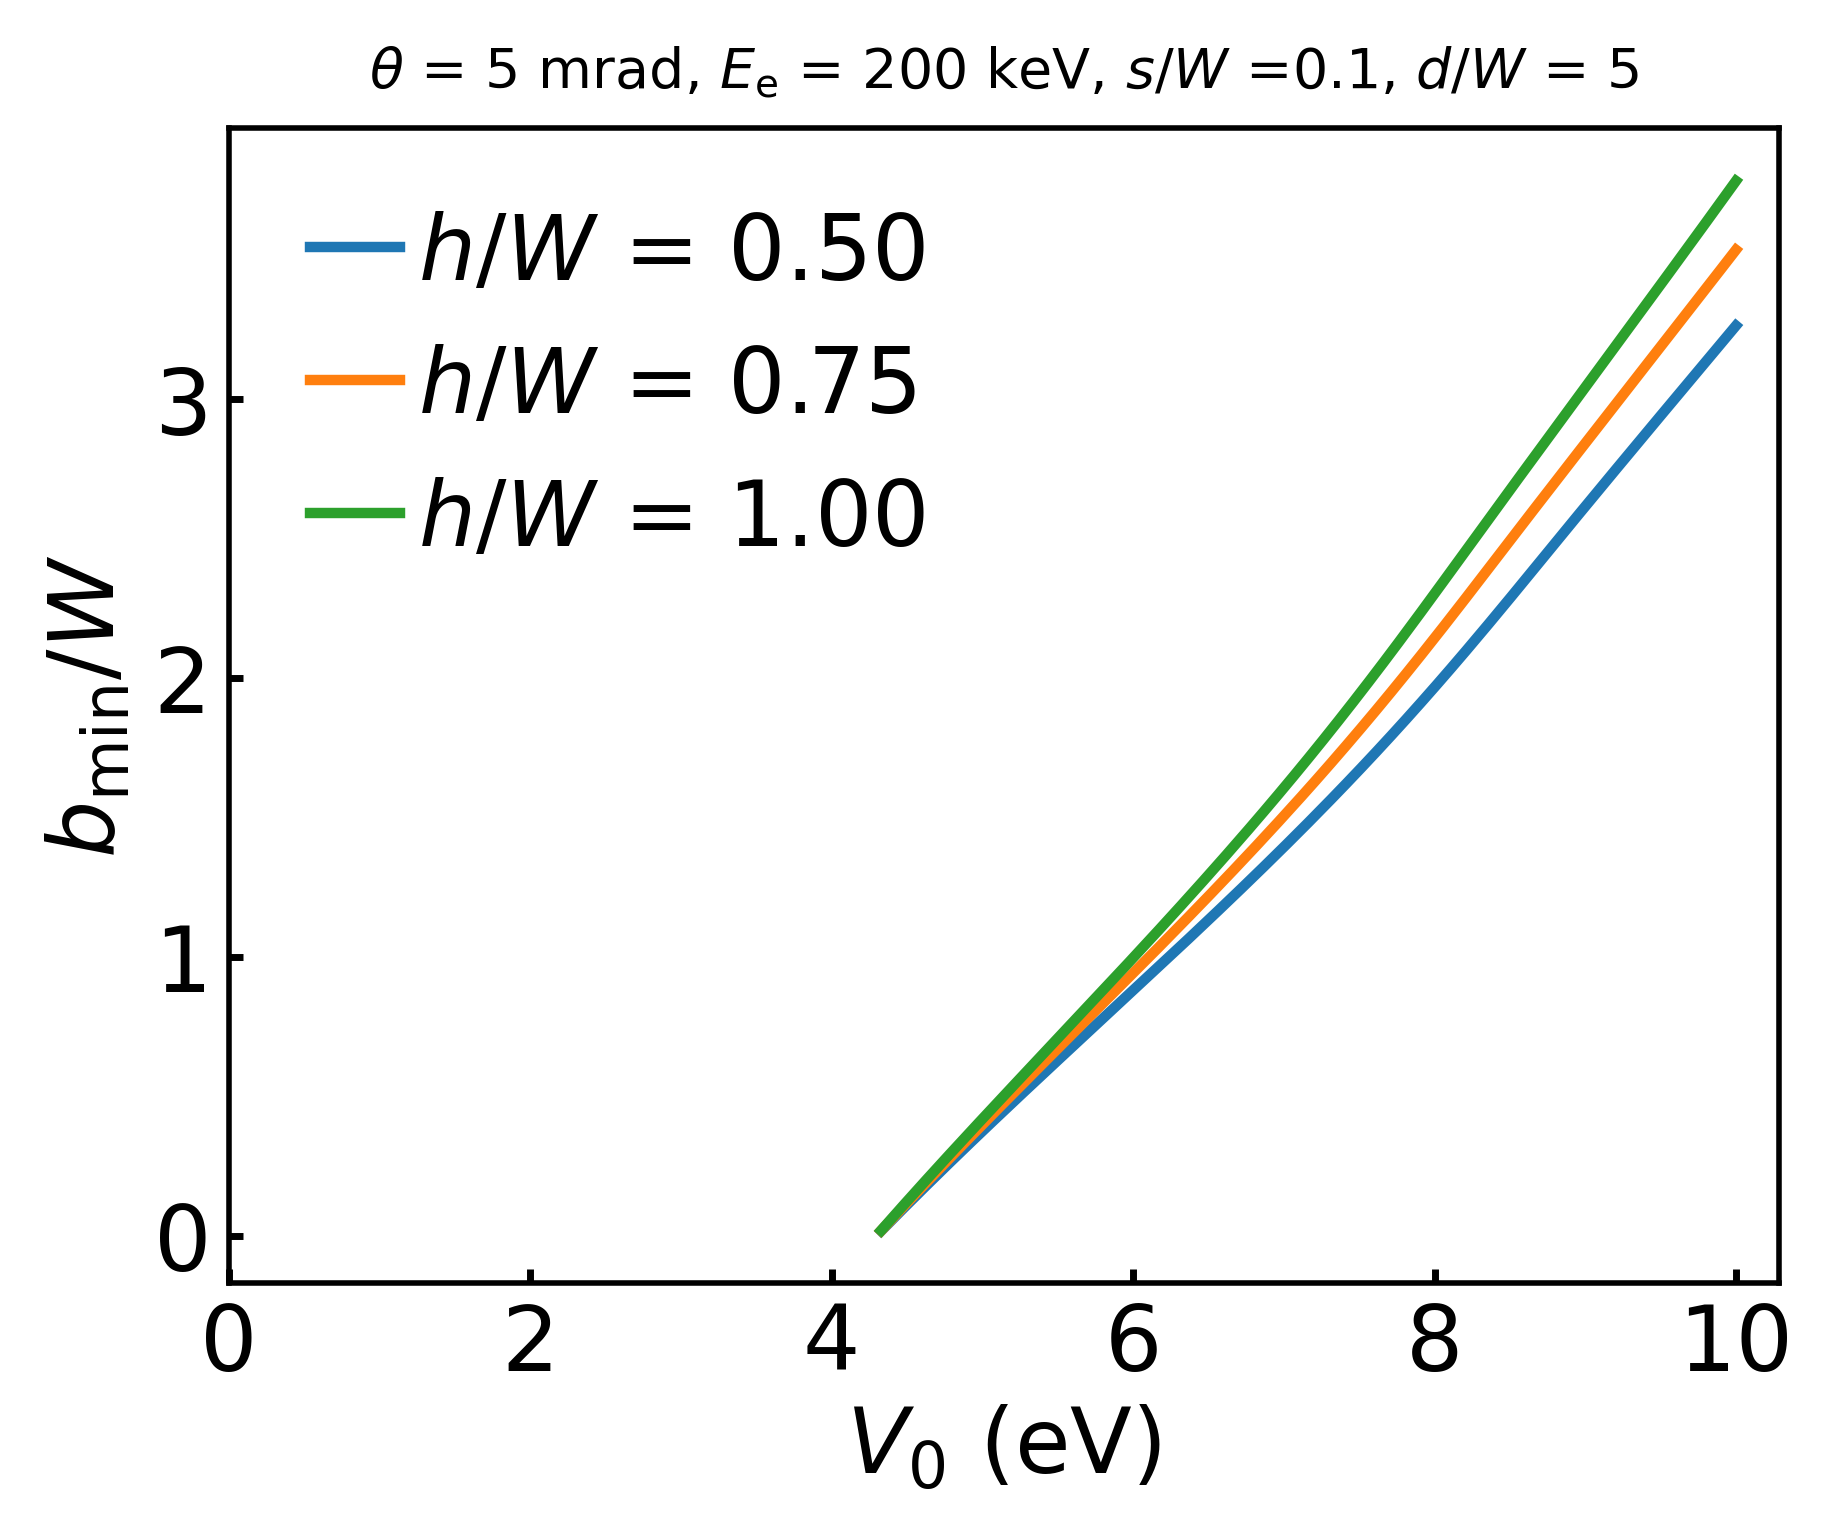 θ = 5 mrad, Eₑ = 200 keV, s/W =0.1, d/W = 5
h/W = 0.50
h/W = 0.75
h/W = 1.00
b_min/W
3
2
1
0
0 2 4 6 8 10
V₀ (eV)